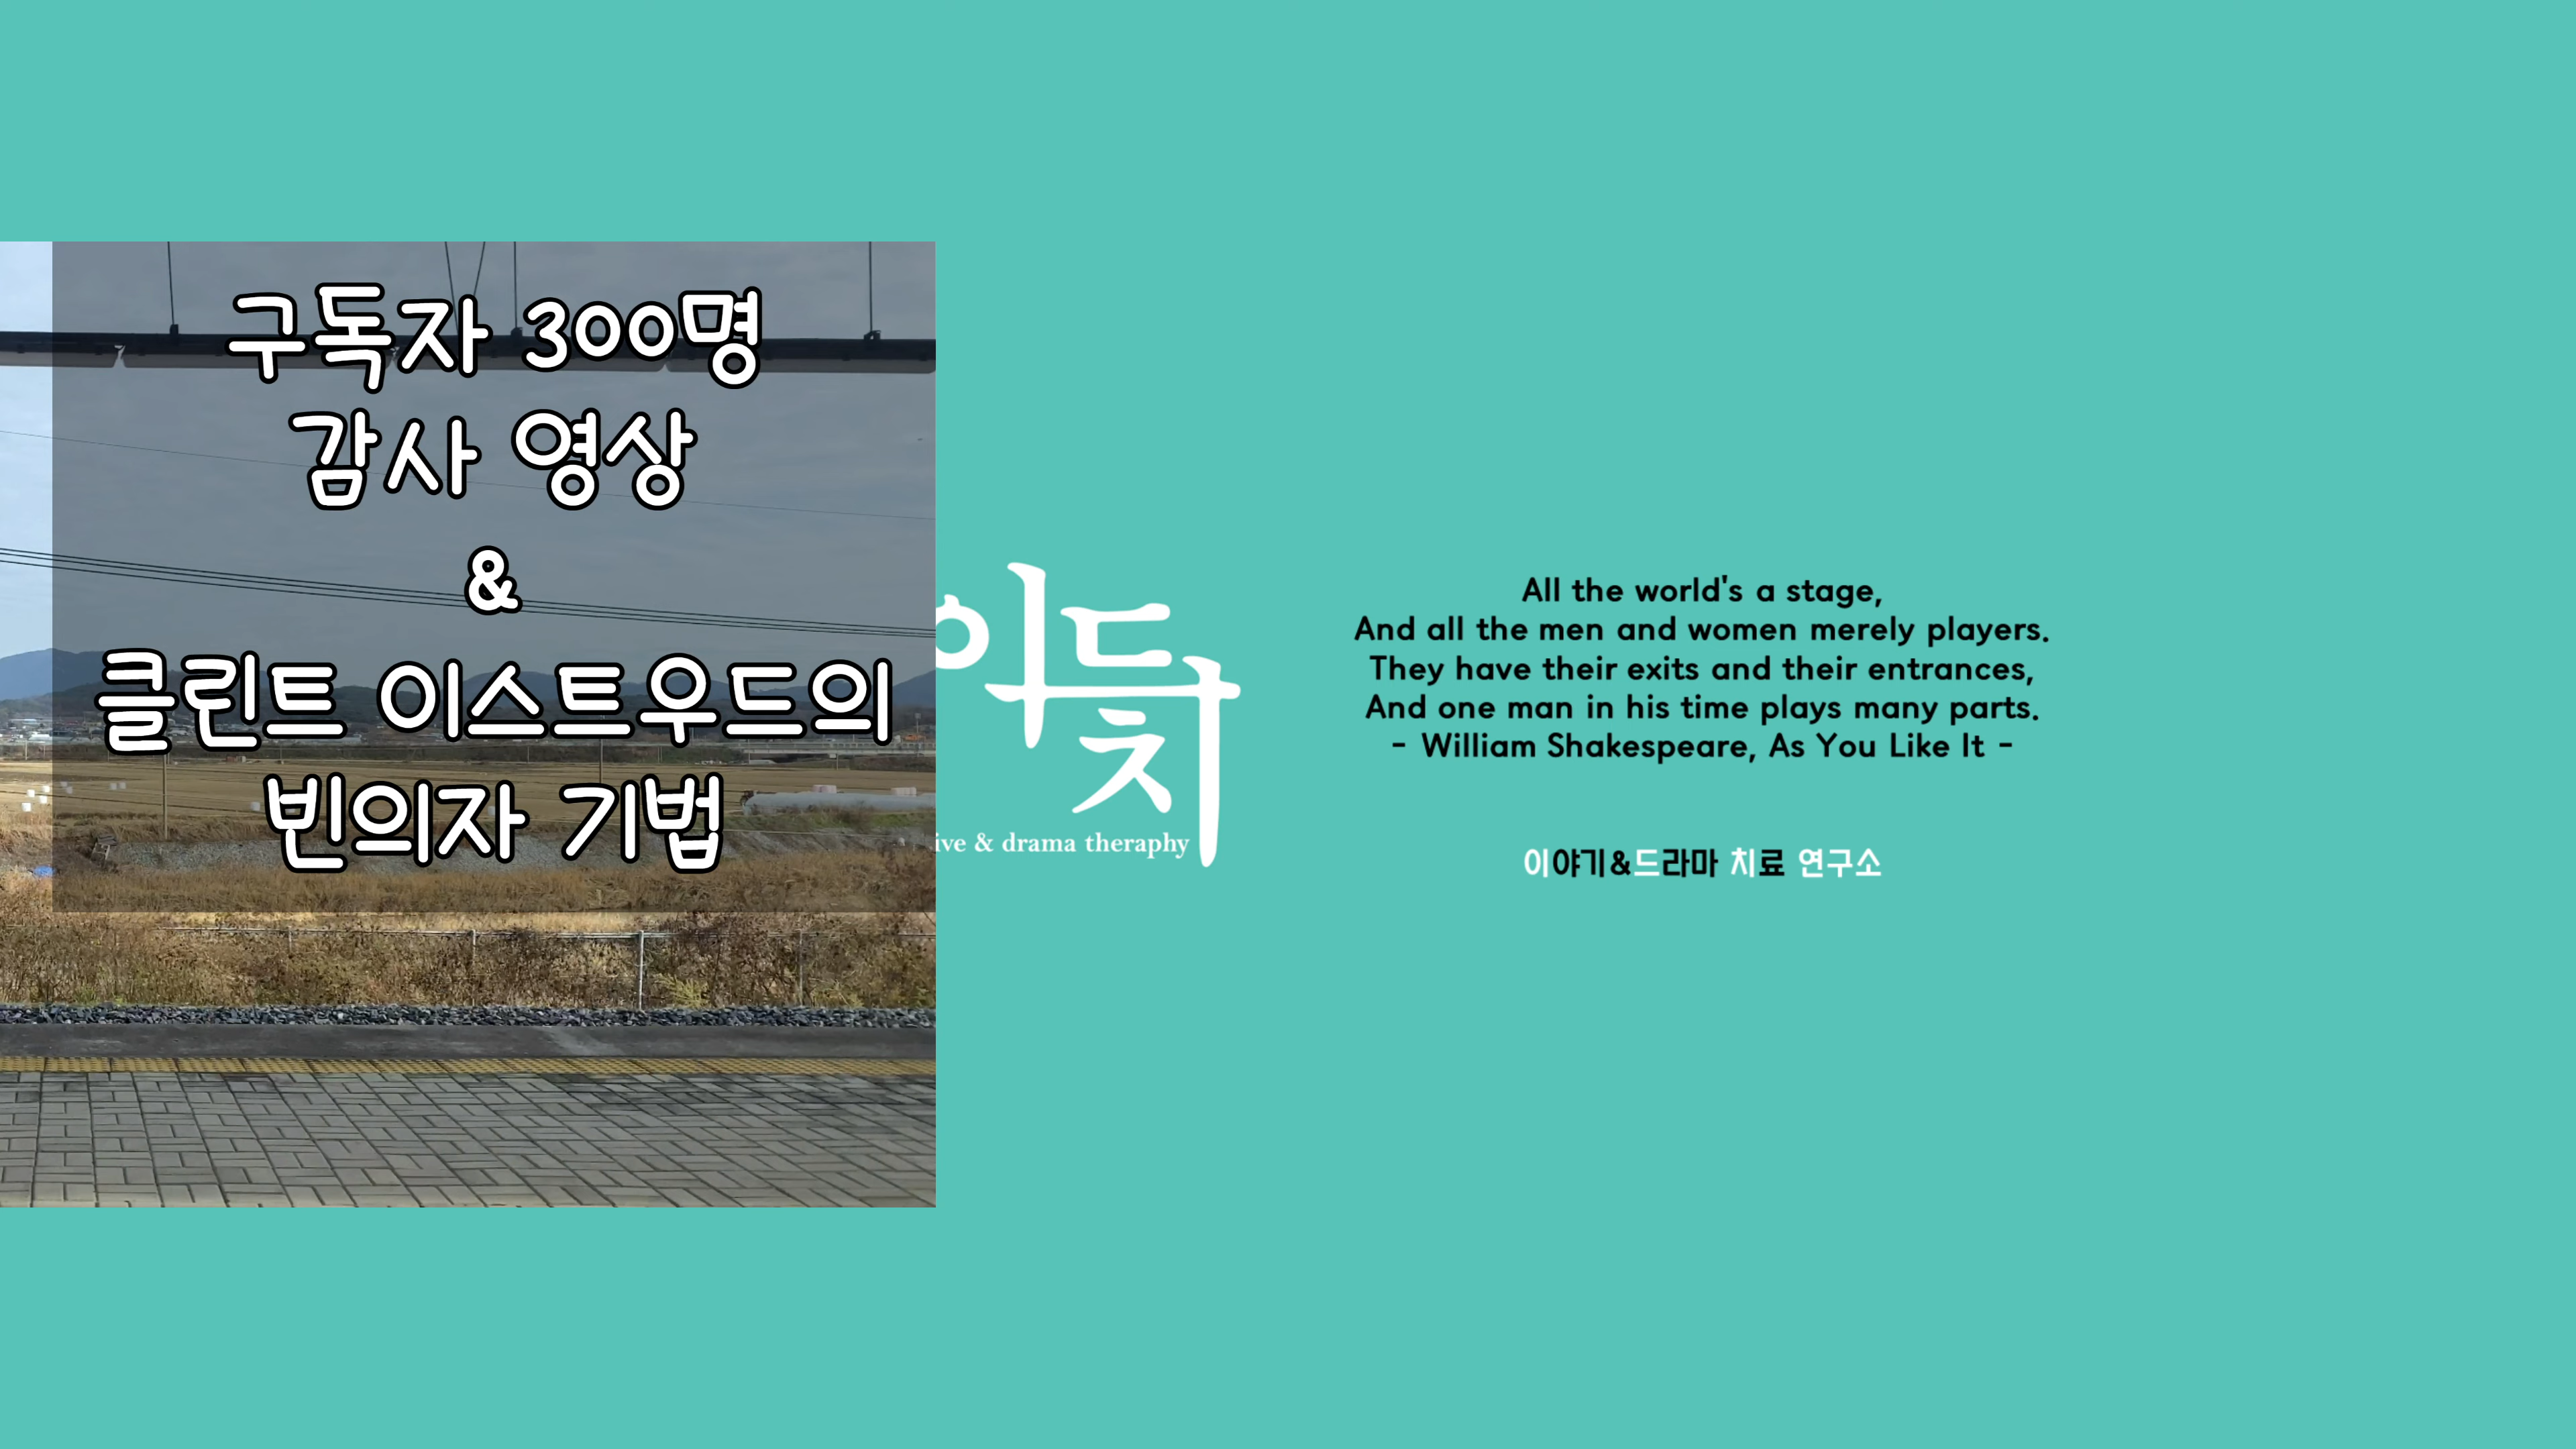 구독자 300명
감사 영상
&
클린트 이스트우드의
빈의자 기법
이드치
& drama theraphy
All the world's a stage,
And all the men and women merely players.
They have their exits and their entrances,
And one man in his time plays many parts.
- William Shakespeare, As You Like It -
이야기&드라마 치료 연구소